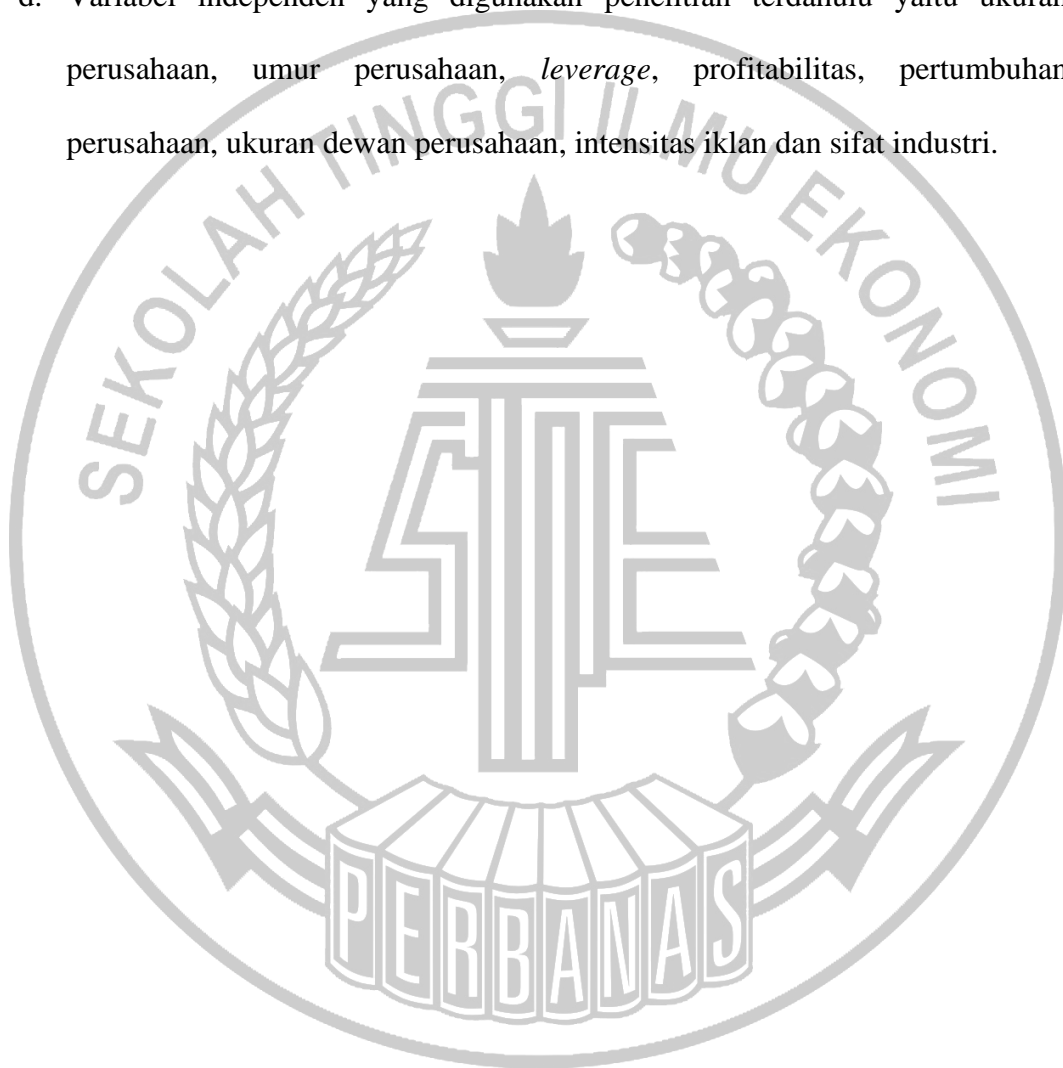 d. Variabel independen yang digunakan penelitian terdahulu yaitu ukuran
perusahaan, umur perusahaan, leverage, profitabilitas, pertumbuhan
perusahaan, ukuran dewan perusahaan, intensitas iklan dan sifat industri.
SEKOLAH TINGGI ILMU EKONOMI
STIE
PERBANAS